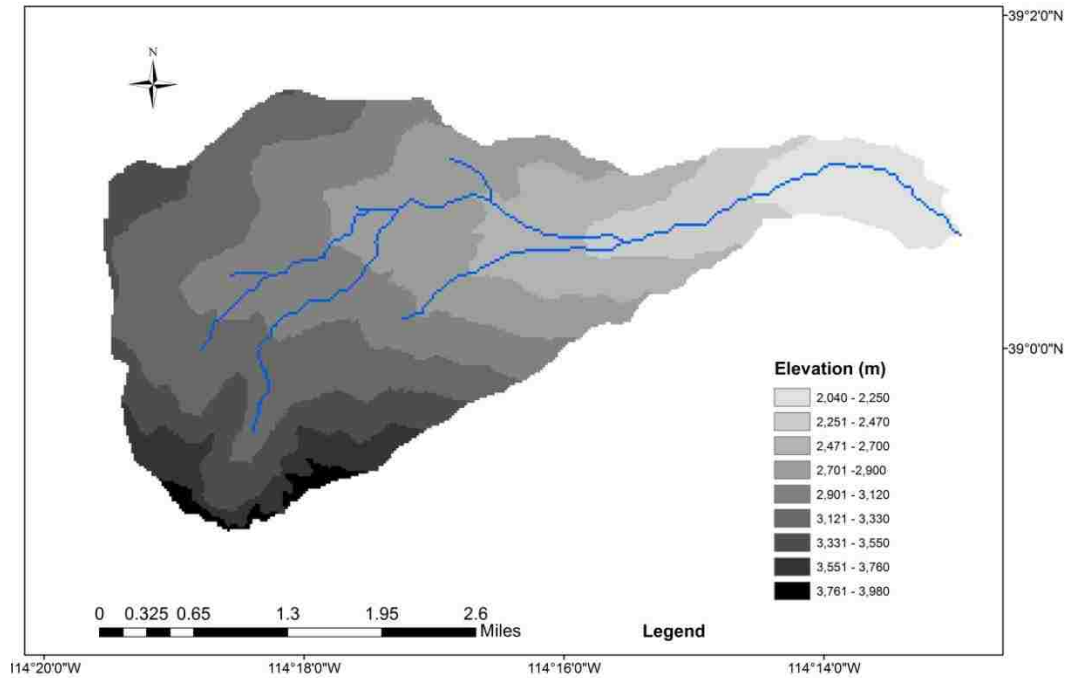 39°2'0"N
N
39°0'0"N
Elevation (m)
2,040 - 2,250
2,251 - 2,470
2,471 - 2,700
2,701 -2,900
2,901 - 3,120
3,121 - 3,330
3,331 - 3,550
3,551 - 3,760
3,761 - 3,980
0 0.325 0.65 1.3 1.95 2.6
Miles
Legend
114°20'0"W 114°18'0"W 114°16'0"W 114°14'0"W